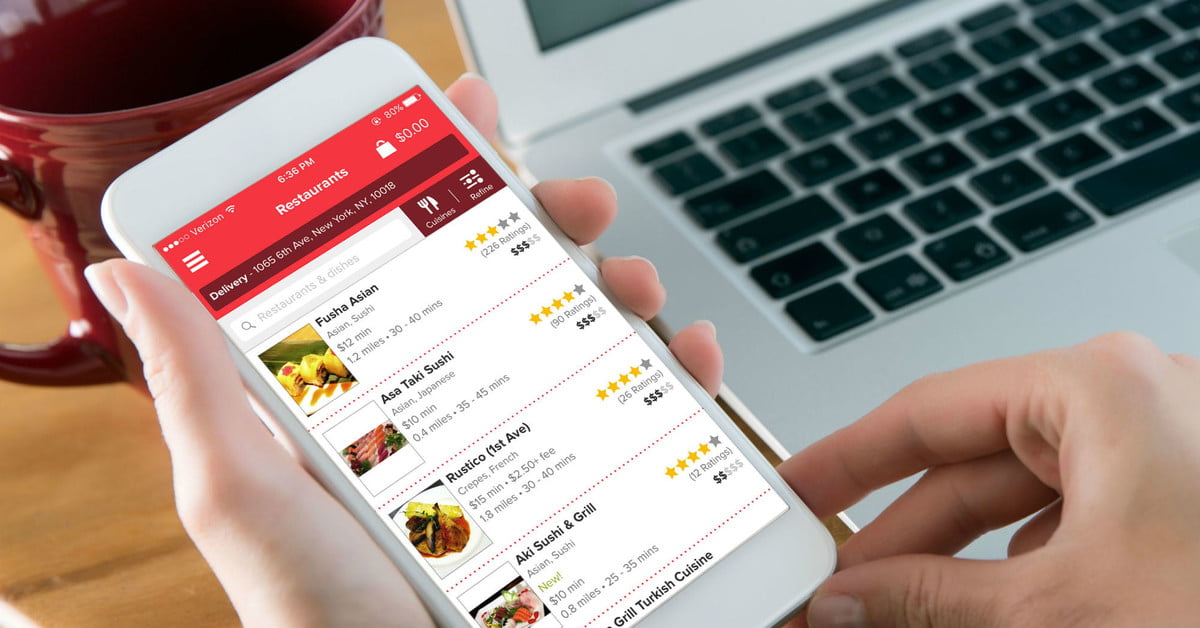 Verizon 6:36 PM 80%
Restaurants $0.00
Delivery - 1065 6th Ave, New York, NY, 10018
Restaurants & dishes
Cuisines
Refine
Fusha Asian
Asian, Sushi
$12 min
1.2 miles • 30 - 40 mins
(226 Ratings)
$$$$$
Asa Taki Sushi
Asian, Japanese
$10 min
0.4 miles • 35 - 45 mins
(90 Ratings)
$$$$$
Rustico (1st Ave)
Crepes, French
$15 min • $2.50+ fee
1.8 miles • 30 - 40 mins
(26 Ratings)
$$$$$
Aki Sushi & Grill
Asian, Sushi
New!
$10 min
0.8 miles • 25 - 35 mins
(12 Ratings)
$$$$$
Grill Turkish Cuisine